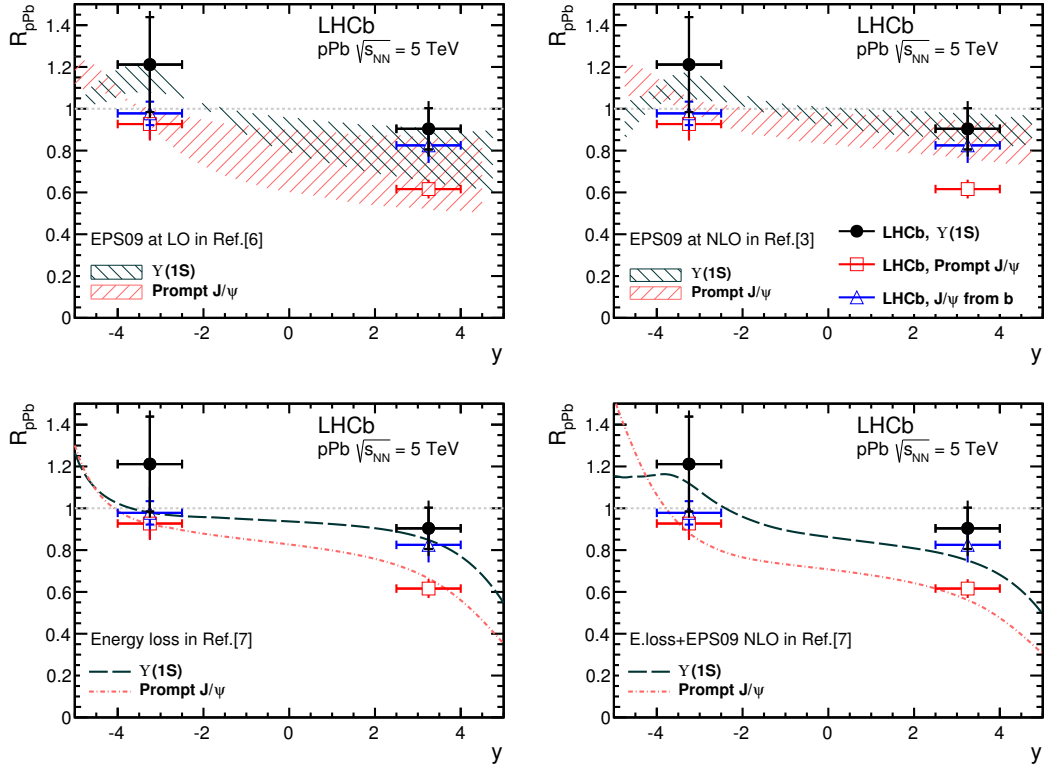 R_pPb
1.4
1.2
1
0.8
0.6
0.4
0.2
0
LHCb
pPb √s_NN = 5 TeV
EPS09 at LO in Ref.[6]
ϒ(1S)
Prompt J/ψ
-4 -2 0 2 4
y
R_pPb
1.4
1.2
1
0.8
0.6
0.4
0.2
0
LHCb
pPb √s_NN = 5 TeV
EPS09 at NLO in Ref.[3]
ϒ(1S)
Prompt J/ψ
LHCb, ϒ(1S)
LHCb, Prompt J/ψ
LHCb, J/ψ from b
-4 -2 0 2 4
y
R_pPb
1.4
1.2
1
0.8
0.6
0.4
0.2
0
LHCb
pPb √s_NN = 5 TeV
Energy loss in Ref.[7]
ϒ(1S)
Prompt J/ψ
-4 -2 0 2 4
y
R_pPb
1.4
1.2
1
0.8
0.6
0.4
0.2
0
LHCb
pPb √s_NN = 5 TeV
E.loss+EPS09 NLO in Ref.[7]
ϒ(1S)
Prompt J/ψ
-4 -2 0 2 4
y